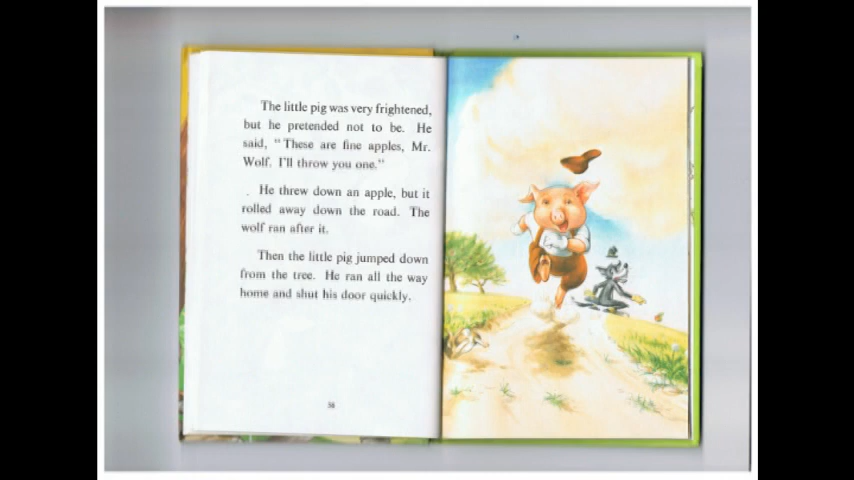 The little pig was very frightened,
but he pretended not to be. He
said, "These are fine apples, Mr.
Wolf. I'll throw you one."
He threw down an apple, but it
rolled away down the road. The
wolf ran after it.
Then the little pig jumped down
from the tree. He ran all the way
home and shut his door quickly.